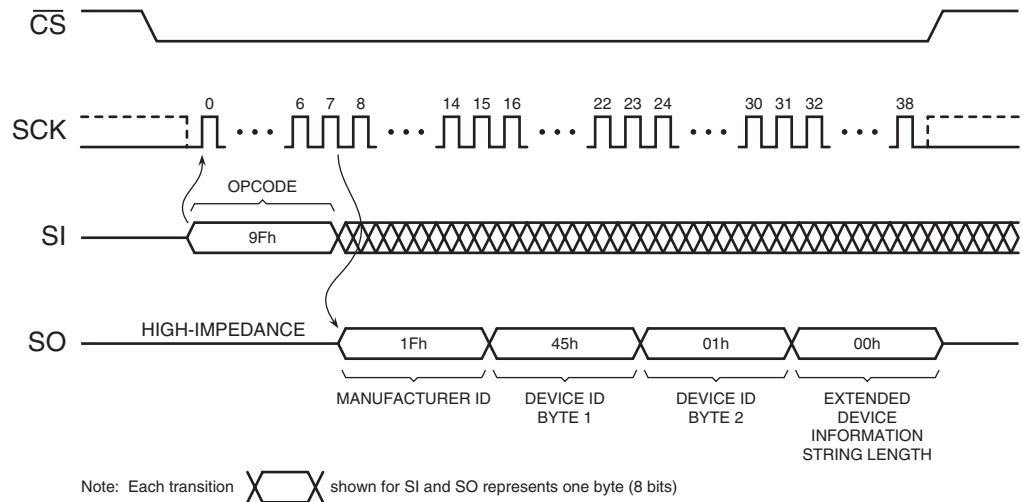 CS
SCK
0 6 7 8 14 15 16 22 23 24 30 31 32 38
OPCODE
SI
9Fh
HIGH-IMPEDANCE
SO
1Fh 45h 01h 00h
MANUFACTURER ID
DEVICE ID
BYTE 1
DEVICE ID
BYTE 2
EXTENDED
DEVICE
INFORMATION
STRING LENGTH
Note: Each transition shown for SI and SO represents one byte (8 bits)